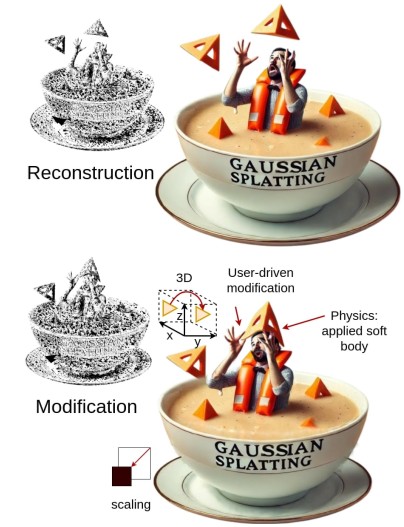 GAUSSIAN
SPLATTING
Reconstruction
3D
User-driven
modification
z
x
y
Physics:
applied soft
body
Modification
GAUSSIAN
SPLATTING
scaling